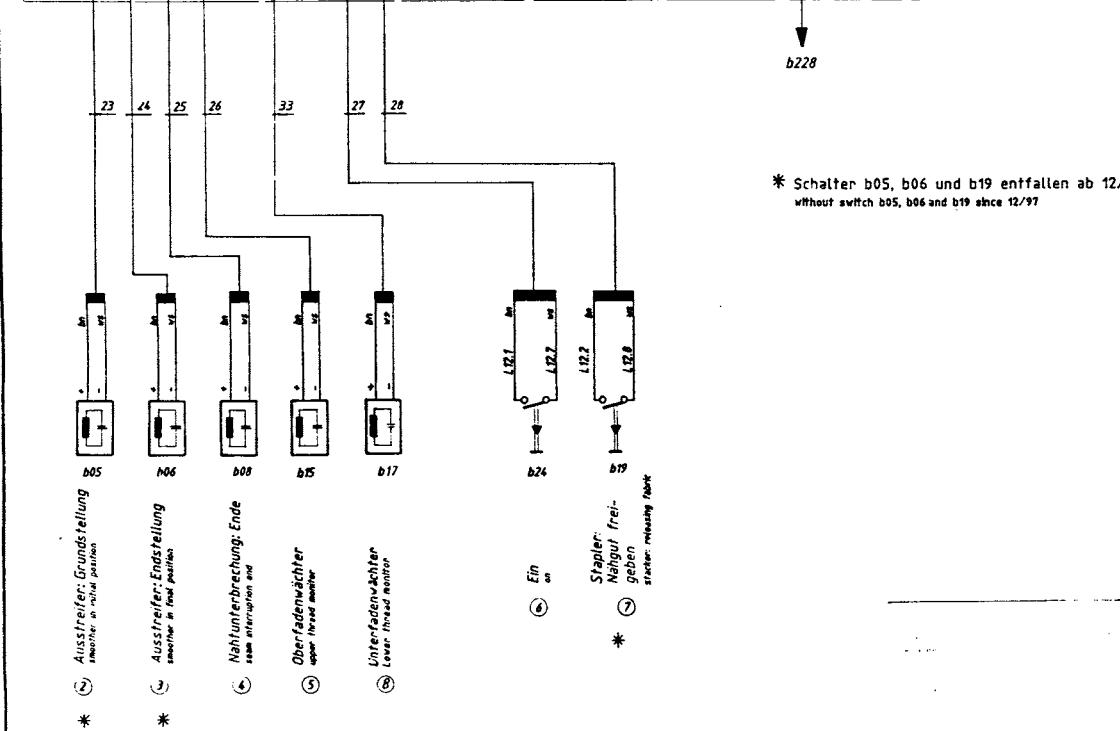 b228
23 24 25 26 33 27 28
* Schalter b05, b06 und b19 entfallen ab 12/
without switch b05, b06 and b19 since 12/97
bn ws bn ws bn ws bn ws bn ws bn ws bn ws
L12.1 L12.7 L12.2 L12.8
+ - + - + - + - + -
b05 b06 b08 b15 b17 b24 b19
Ausstreifer: Grundstellung
smoother in initial position
2
*
Ausstreifer: Endstellung
smoother in final position
3
*
Nahtunterbrechung: Ende
seam interruption end
4
Oberfadenwächter
upper thread monitor
5
Unterfadenwächter
Lower thread monitor
8
Ein
on
6
Stapler:
Nähgut frei-
geben
stacker: releasing fabric
7
*